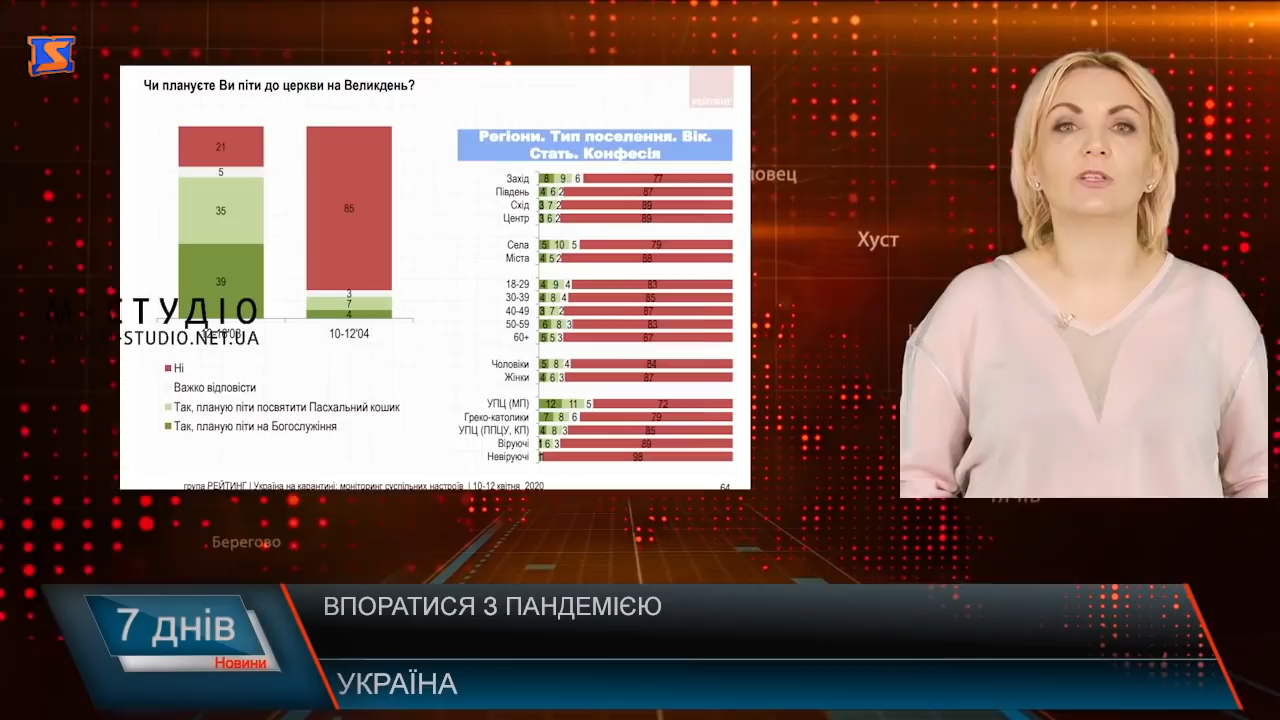 Чи плануєте Ви піти до церкви на Великдень?
РЕЙТИНГ
21
5
35
39
85
3
7
4
10-12'04
Ні
Важко відповісти
Так, планую піти посвятити Пасхальний кошик
Так, планую піти на Богослужіння
Регіони. Тип поселення. Вік.
Стать. Конфесія
Захід 8 9 6 77
Південь 4 6 2 87
Схід 3 7 2 89
Центр 3 6 2 89
Села 5 10 5 79
Міста 4 5 2 88
18-29 4 9 4 83
30-39 4 8 4 85
40-49 3 7 2 87
50-59 6 8 3 83
60+ 5 5 3 87
Чоловіки 5 8 4 84
Жінки 4 6 3 87
УПЦ (МП) 12 11 5 72
Греко-католики 7 8 6 79
УПЦ (ППЦУ, КП) 4 8 3 85
Віруючі 1 6 3 89
Невіруючі 98
група РЕЙТИНГ | Україна на карантині: моніторинг суспільних настроїв | 10-12 квітня 2020
64
СТУДІО
-STUDIO.NET.UA
Хуст
Берегово
7 днів
Новини
ВПОРАТИСЯ З ПАНДЕМІЄЮ
УКРАЇНА